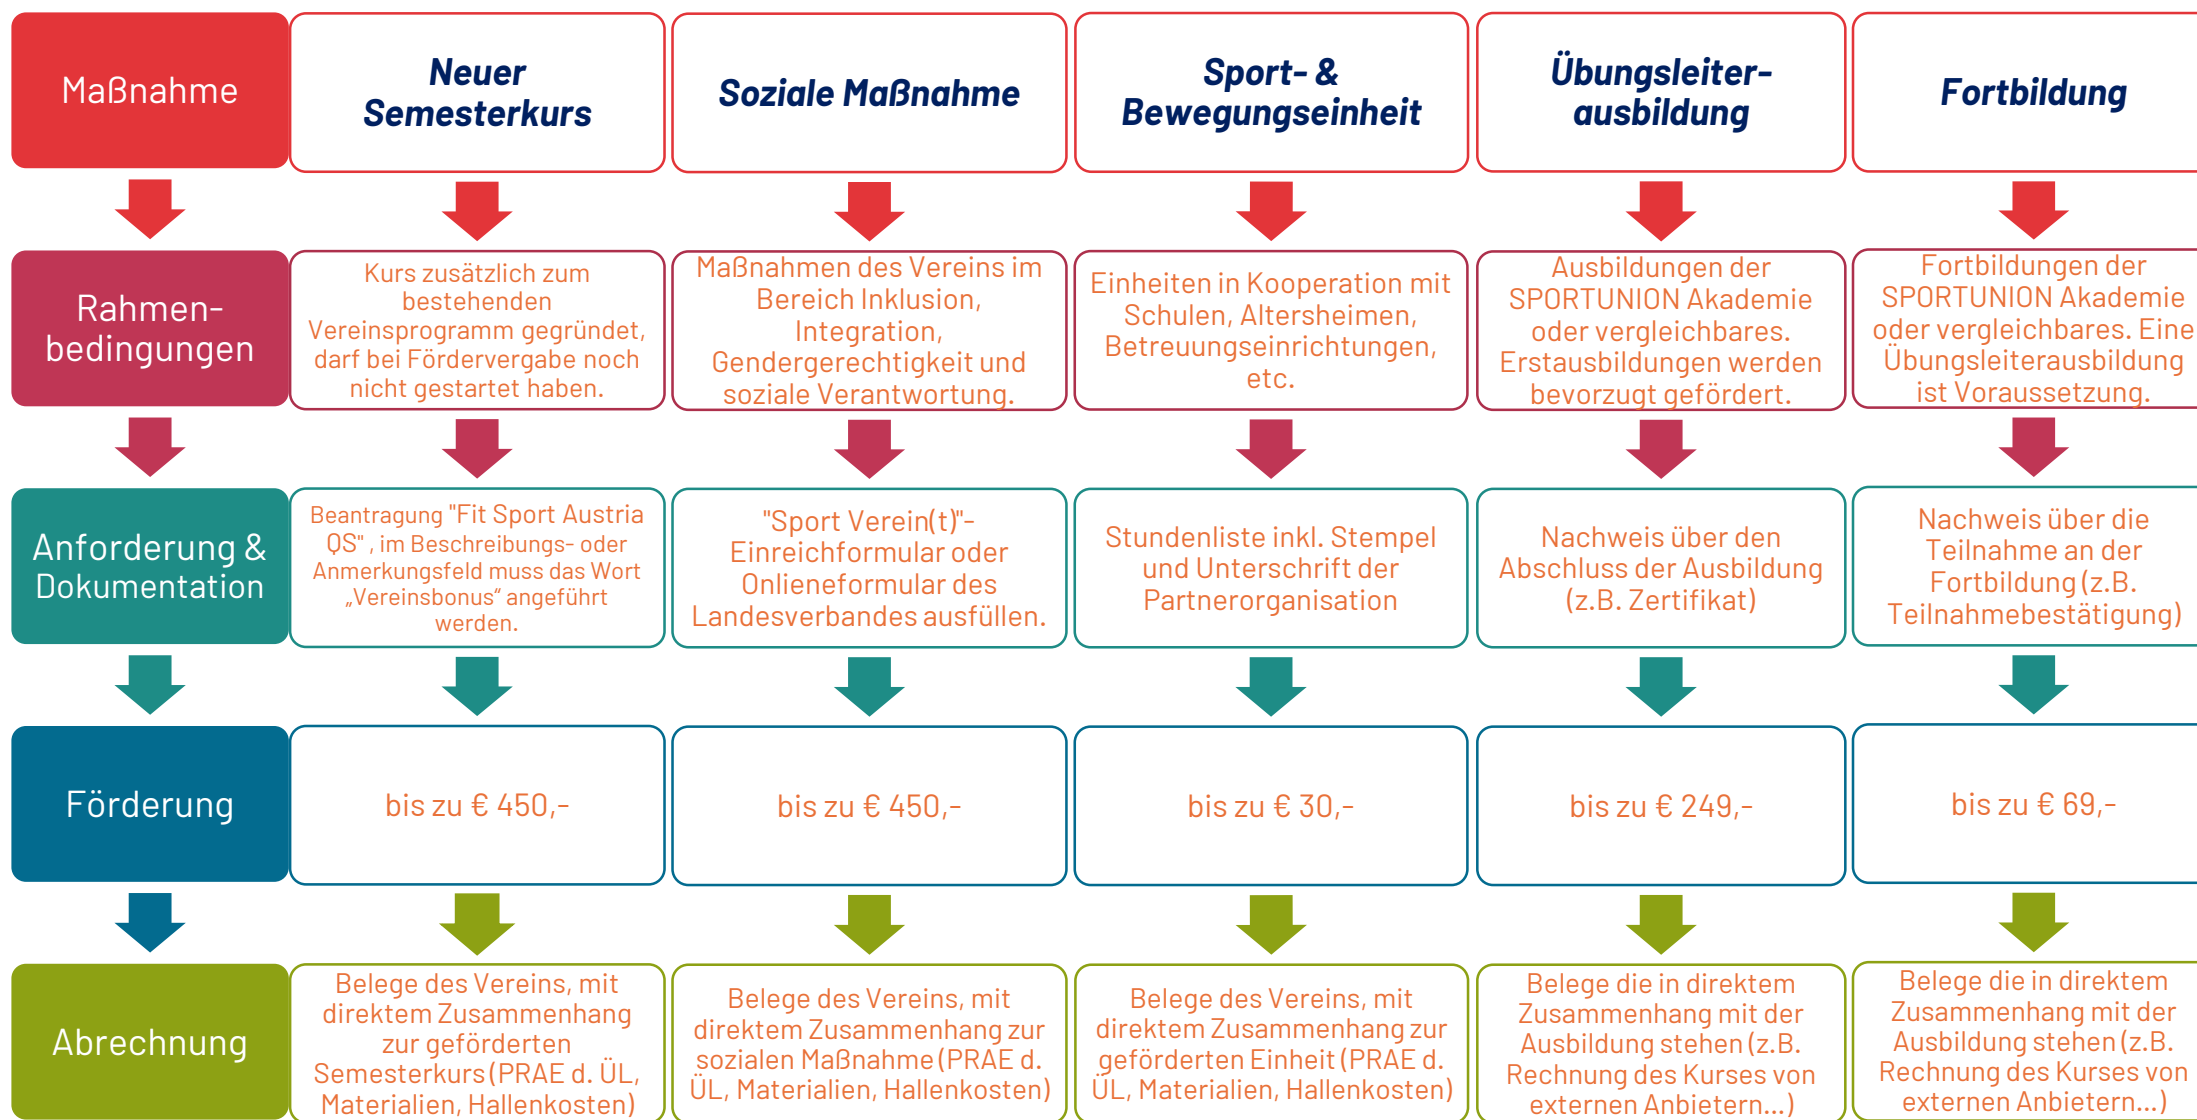 Maßnahme
Neuer
Semesterkurs
Soziale Maßnahme
Sport- &
Bewegungseinheit
Übungsleiter-
ausbildung
Fortbildung
Rahmen-
bedingungen
Kurs zusätzlich zum
bestehenden
Vereinsprogramm gegründet,
darf bei Fördervergabe noch
nicht gestartet haben.
Maßnahmen des Vereins im
Bereich Inklusion,
Integration,
Gendergerechtigkeit und
soziale Verantwortung.
Einheiten in Kooperation mit
Schulen, Altersheimen,
Betreuungseinrichtungen,
etc.
Ausbildungen der
SPORTUNION Akademie
oder vergleichbares.
Erstausbildungen werden
bevorzugt gefördert.
Fortbildungen der
SPORTUNION Akademie
oder vergleichbares. Eine
Übungsleiterausbildung
ist Voraussetzung.
Anforderung &
Dokumentation
Beantragung "Fit Sport Austria
QS" , im Beschreibungs- oder
Anmerkungsfeld muss das Wort
„Vereinsbonus“ angeführt
werden.
"Sport Verein(t)"-
Einreichformular oder
Onlieneformular des
Landesverbandes ausfüllen.
Stundenliste inkl. Stempel
und Unterschrift der
Partnerorganisation
Nachweis über den
Abschluss der Ausbildung
(z.B. Zertifikat)
Nachweis über die
Teilnahme an der
Fortbildung (z.B.
Teilnahmebestätigung)
Förderung
bis zu € 450,-
bis zu € 450,-
bis zu € 30,-
bis zu € 249,-
bis zu € 69,-
Abrechnung
Belege des Vereins, mit
direktem Zusammenhang
zur geförderten
Semesterkurs (PRAE d. ÜL,
Materialien, Hallenkosten)
Belege des Vereins, mit
direktem Zusammenhang zur
sozialen Maßnahme (PRAE d.
ÜL, Materialien, Hallenkosten)
Belege des Vereins, mit
direktem Zusammenhang zur
geförderten Einheit (PRAE d.
ÜL, Materialien, Hallenkosten)
Belege die in direktem
Zusammenhang mit der
Ausbildung stehen (z.B.
Rechnung des Kurses von
externen Anbietern...)
Belege die in direktem
Zusammenhang mit der
Ausbildung stehen (z.B.
Rechnung des Kurses von
externen Anbietern...)